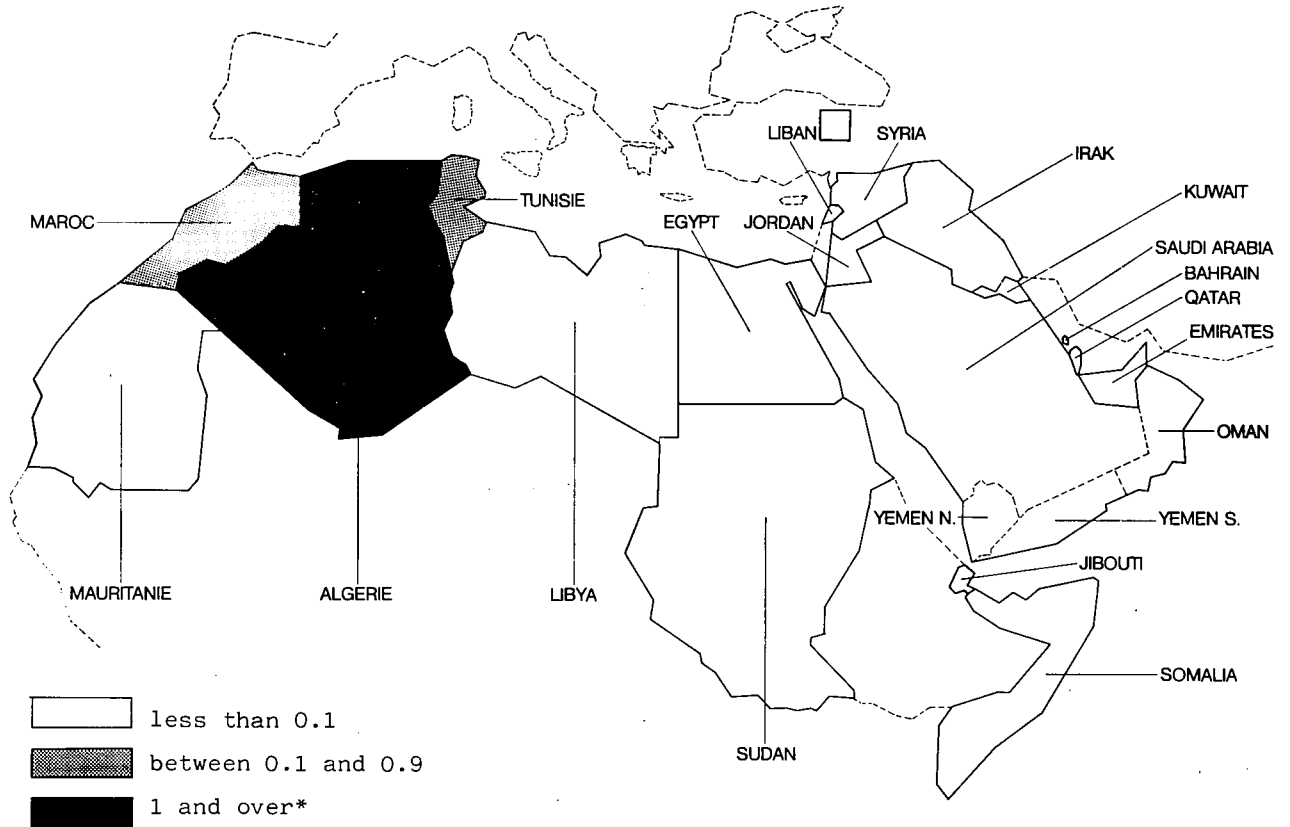 LIBAN
SYRIA
IRAK
KUWAIT
MAROC
TUNISIE
EGYPT
JORDAN
SAUDI ARABIA
BAHRAIN
QATAR
EMIRATES
OMAN
YEMEN N.
YEMEN S.
JIBOUTI
MAURITANIE
ALGERIE
LIBYA
SOMALIA
SUDAN
less than 0.1
between 0.1 and 0.9
1 and over*